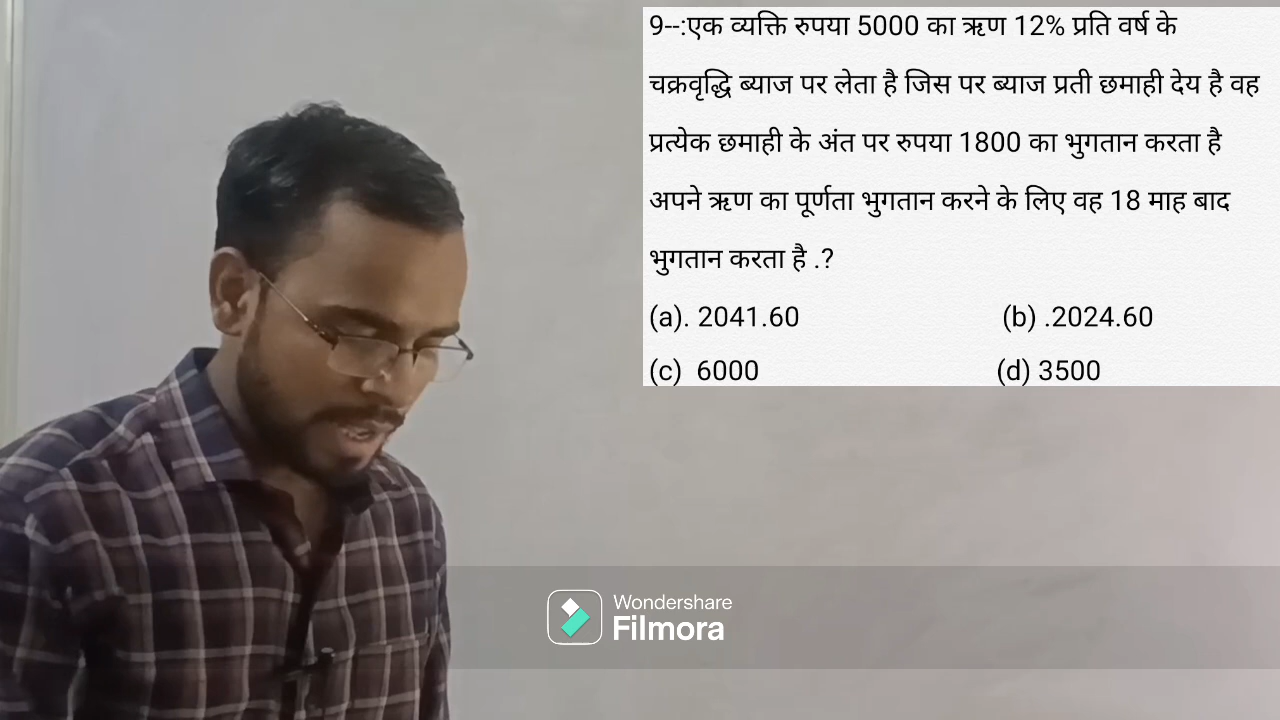 9--:एक व्यक्ति रुपया 5000 का ऋण 12% प्रति वर्ष के
चक्रवृद्धि ब्याज पर लेता है जिस पर ब्याज प्रती छमाही देय है वह
प्रत्येक छमाही के अंत पर रुपया 1800 का भुगतान करता है
अपने ऋण का पूर्णता भुगतान करने के लिए वह 18 माह बाद
भुगतान करता है .?
(a). 2041.60 (b) .2024.60
(c) 6000 (d) 3500
Wondershare
Filmora